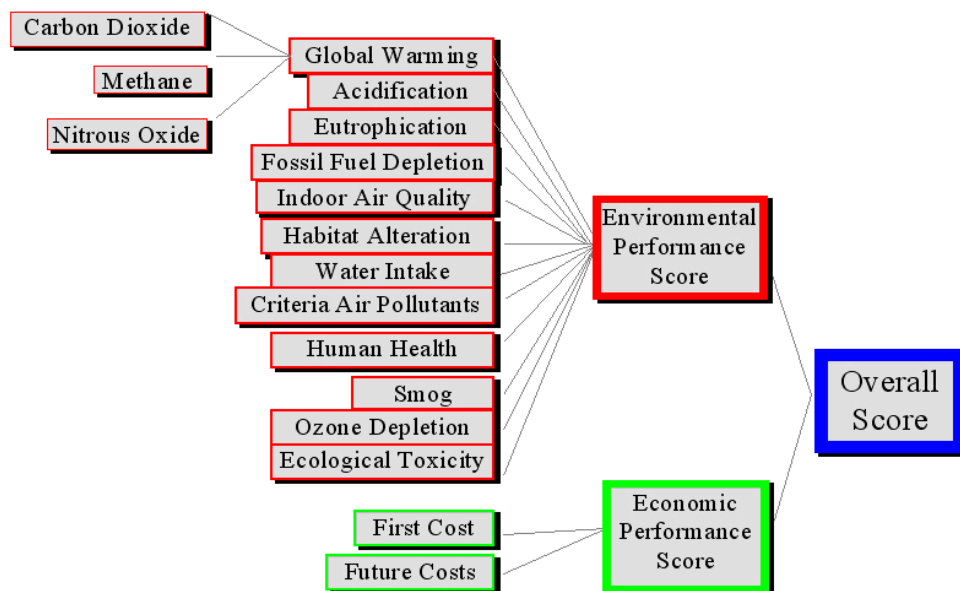 Carbon Dioxide
Methane
Nitrous Oxide
Global Warming
Acidification
Eutrophication
Fossil Fuel Depletion
Indoor Air Quality
Habitat Alteration
Water Intake
Criteria Air Pollutants
Human Health
Smog
Ozone Depletion
Ecological Toxicity
First Cost
Future Costs
Environmental
Performance
Score
Economic
Performance
Score
Overall
Score